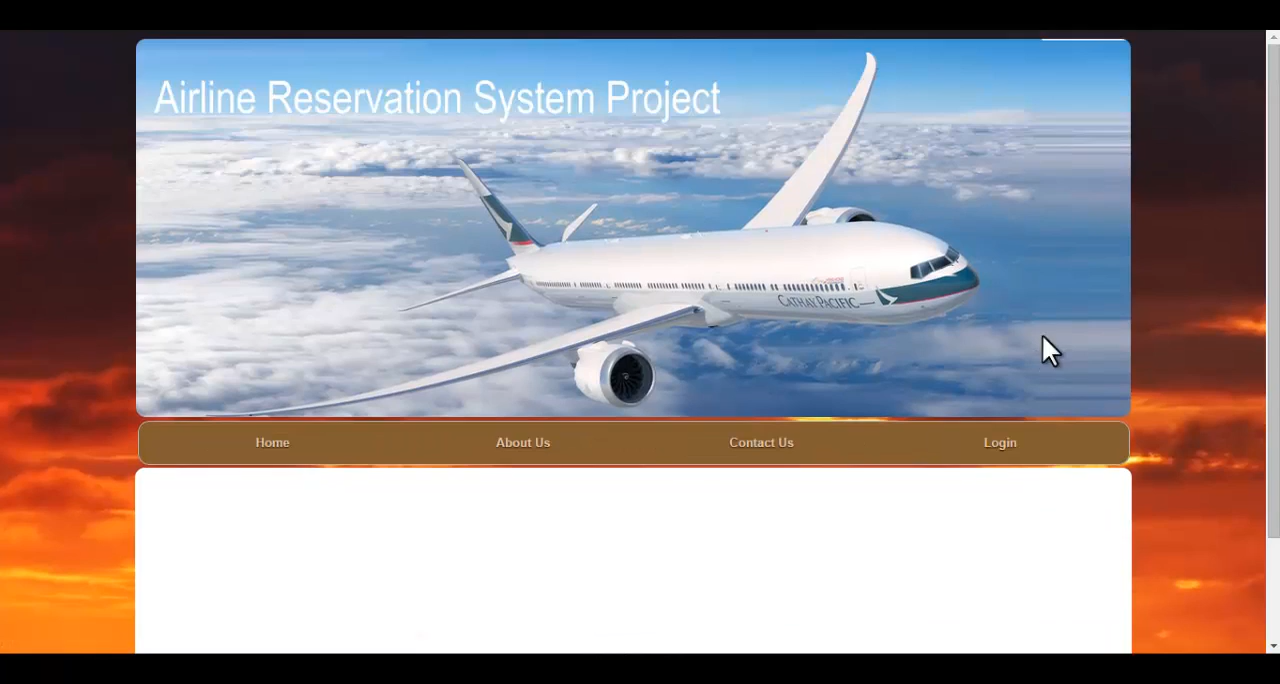 Airline Reservation System Project
CATHAY PACIFIC
Home
About Us
Contact Us
Login